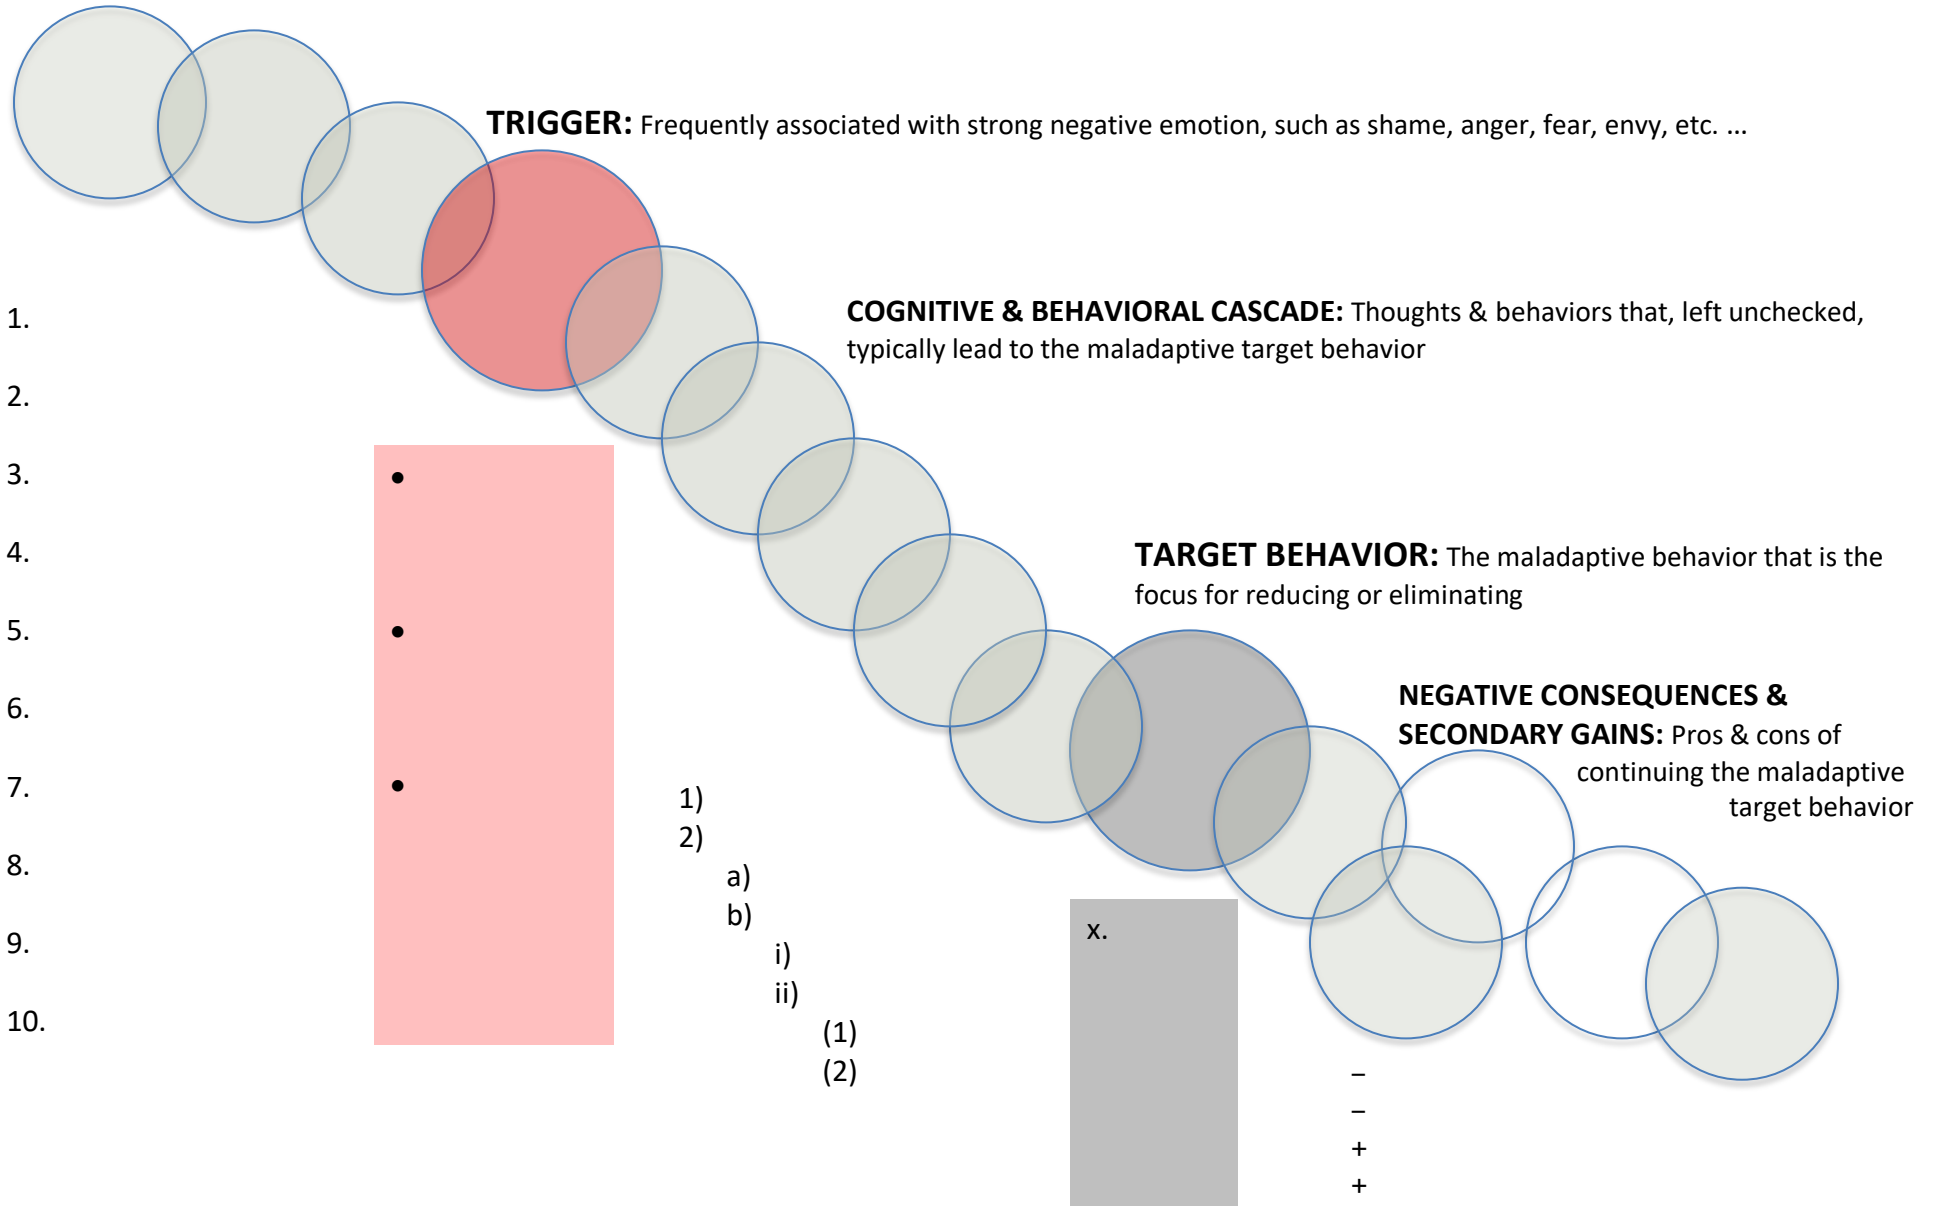 TRIGGER: Frequently associated with strong negative emotion, such as shame, anger, fear, envy, etc. ...
COGNITIVE & BEHAVIORAL CASCADE: Thoughts & behaviors that, left unchecked,
typically lead to the maladaptive target behavior
TARGET BEHAVIOR: The maladaptive behavior that is the
focus for reducing or eliminating
NEGATIVE CONSEQUENCES &
SECONDARY GAINS: Pros & cons of
continuing the maladaptive
target behavior
1.
2.
3.
4.
5.
6.
7.
8.
9.
10.
•
•
•
1)
2)
a)
b)
i)
ii)
(1)
(2)
x.
–
–
+
+